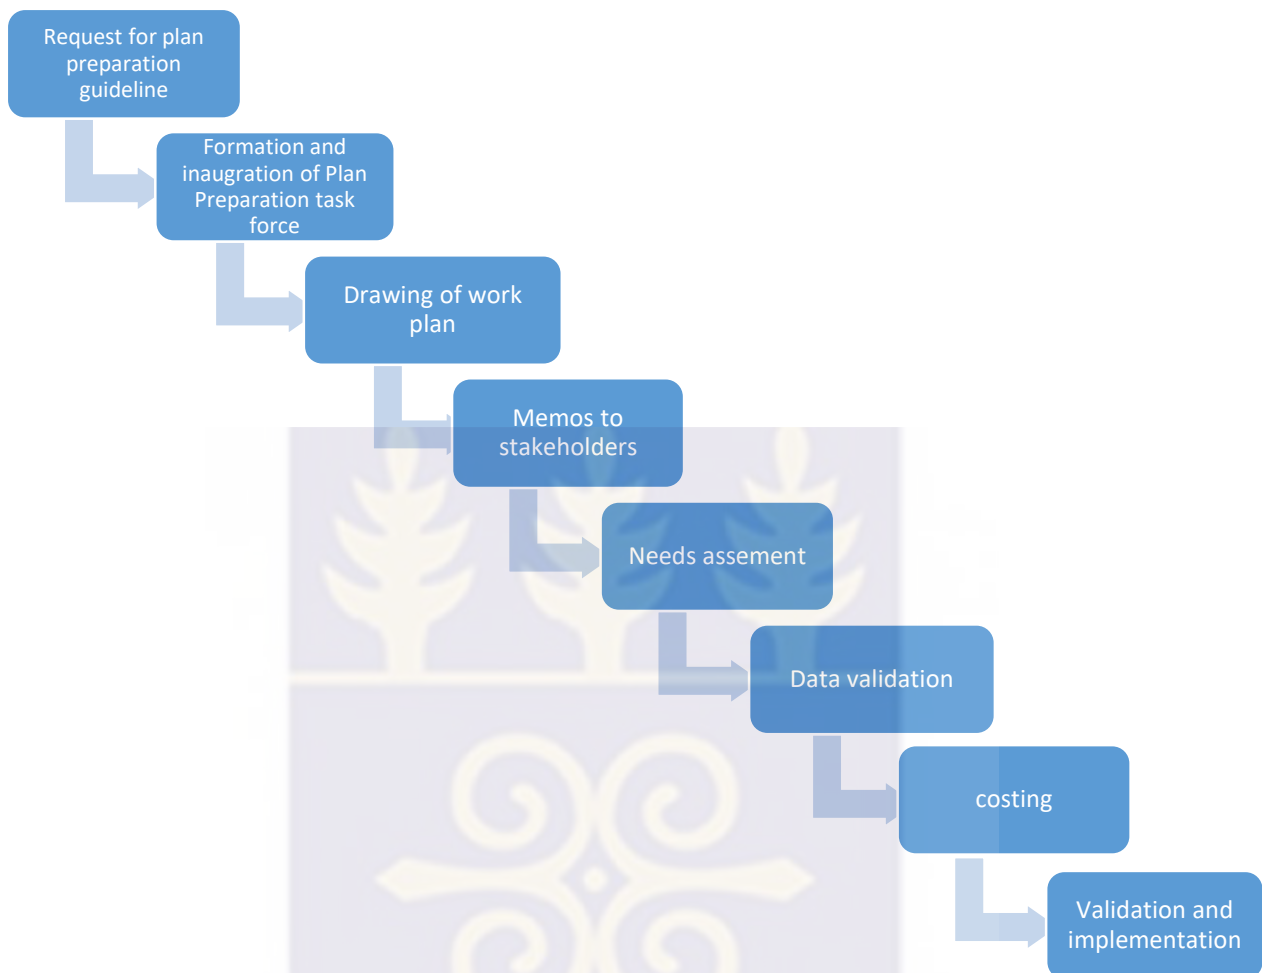 Request for plan
preparation
guideline
Formation and
inaugration of Plan
Preparation task
force
Drawing of work
plan
Memos to
stakeholders
Needs assement
Data validation
costing
Validation and
implementation